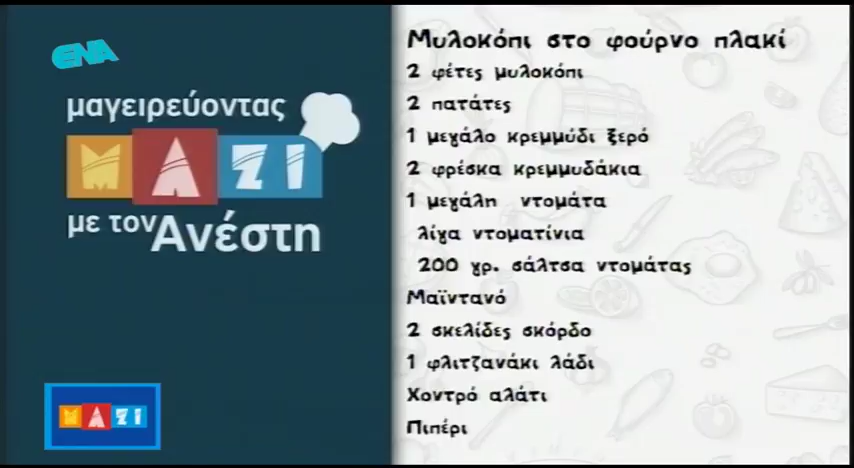 ENA
μαγειρεύοντας
ΜΑΖΙ
με τον Ανέστη
ΜΑΖΙ
Μυλοκόπι στο φούρνο πλακί
2 φέτες μυλοκόπι
2 πατάτες
1 μεγάλο κρεμμύδι ξερό
2 φρέσκα κρεμμυδάκια
1 μεγάλη ντομάτα
λίγα ντοματίνια
200 γρ. σάλτσα ντομάτας
Μαϊντανό
2 σκελίδες σκόρδο
1 φλιτζανάκι λάδι
Χοντρό αλάτι
Πιπέρι